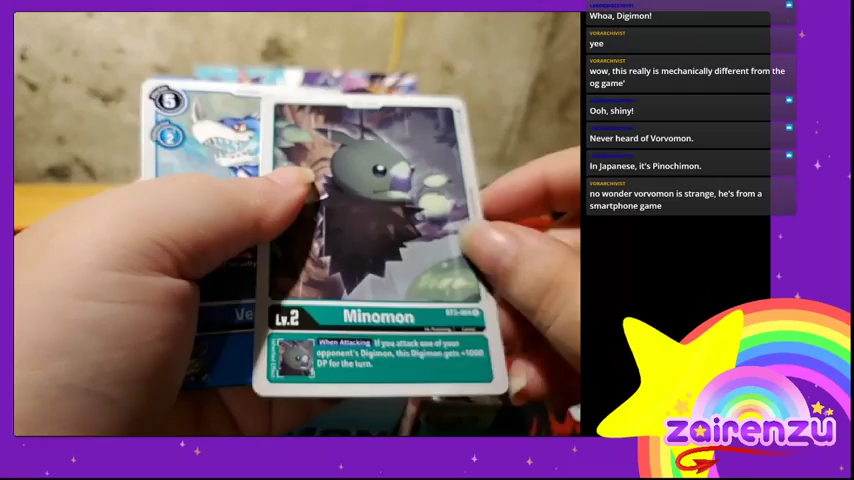 Whoa, Digimon!
VORARCHIVIST
yee
VORARCHIVIST
wow, this really is mechanically different from the
og game'
Ooh, shiny!
Never heard of Vorvomon.
In Japanese, it's Pinochimon.
VORARCHIVIST
no wonder vorvomon is strange, he's from a
smartphone game
5
2
Ve
Lv.2
Minomon
When Attacking If you attack one of your
opponent's Digimon, this Digimon gets +1000
DP for the turn.
zairenzu